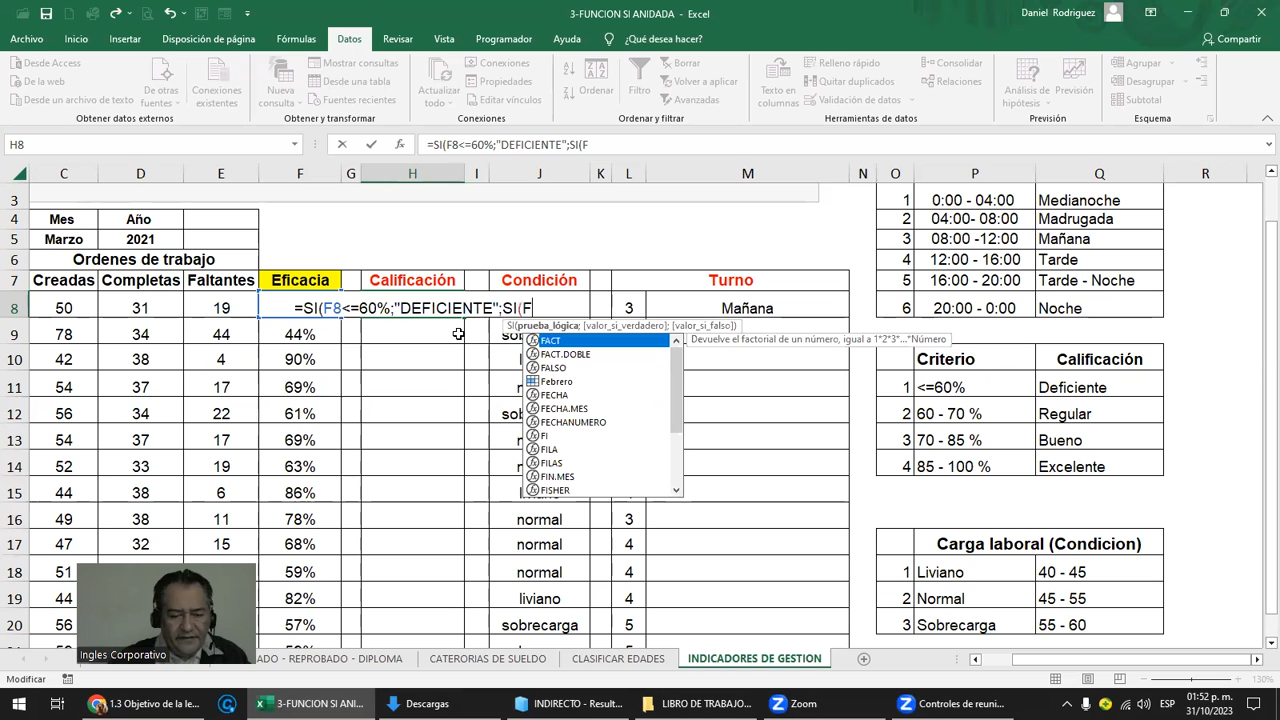 3-FUNCION SI ANIDADA - Excel
Daniel Rodriguez
Archivo Inicio Insertar Disposición de página Fórmulas Datos Revisar Vista Programador Ayuda ¿Qué desea hacer? Compartir
Desde Access
De la web
Desde un archivo de texto
De otras fuentes
Conexiones existentes
Obtener datos externos
Nueva consulta
Mostrar consultas
Desde una tabla
Fuentes recientes
Obtener y transformar
Actualizar todo
Conexiones
Propiedades
Editar vínculos
Conexiones
Ordenar
Filtro
Borrar
Volver a aplicar
Avanzadas
Ordenar y filtrar
Texto en columnas
Relleno rápido
Quitar duplicados
Validación de datos
Consolidar
Relaciones
Herramientas de datos
Análisis de hipótesis
Previsión
Previsión
Agrupar
Desagrupar
Subtotal
Esquema
H8 =SI(F8<=60%;"DEFICIENTE";SI(F
C D E F G H I J K L M N O P Q R
3 1 0:00 - 04:00 Medianoche
4 Mes Año 2 04:00- 08:00 Madrugada
5 Marzo 2021 3 08:00 -12:00 Mañana
6 Ordenes de trabajo 4 12:00 - 16:00 Tarde
7 Creadas Completas Faltantes Eficacia Calificación Condición Turno 5 16:00 - 20:00 Tarde - Noche
8 50 31 19 =SI(F8<=60%;"DEFICIENTE";SI(F 3 Mañana 6 20:00 - 0:00 Noche
SI(prueba_lógica; [valor_si_verdadero]; [valor_si_falso])
FACT Devuelve el factorial de un número, igual a 1*2*3*...*Número
FACT.DOBLE
FALSO
Febrero
FECHA
FECHA.MES
FECHANUMERO
FI
FILA
FILAS
FIN.MES
FISHER
9 78 34 44 44%
10 42 38 4 90% Criterio Calificación
11 54 37 17 69% 1 <=60% Deficiente
12 56 34 22 61% 2 60 - 70 % Regular
13 54 37 17 69% 3 70 - 85 % Bueno
14 52 33 19 63% 4 85 - 100 % Excelente
15 44 38 6 86%
16 49 38 11 78% normal 3
17 47 32 15 68% normal 4 Carga laboral (Condicion)
18 51 59% normal 4 1 Liviano 40 - 45
19 44 82% liviano 4 2 Normal 45 - 55
20 56 57% sobrecarga 5 3 Sobrecarga 55 - 60
Ingles Corporativo
ADO - REPROBADO - DIPLOMA CATERORIAS DE SUELDO CLASIFICAR EDADES INDICADORES DE GESTION
Modificar 130%
1.3 Objetivo de la le... 3-FUNCION SI ANI... Descargas INDIRECTO - Result... LIBRO DE TRABAJO... Zoom Controles de reuni... ESP 01:52 p. m.
31/10/2023